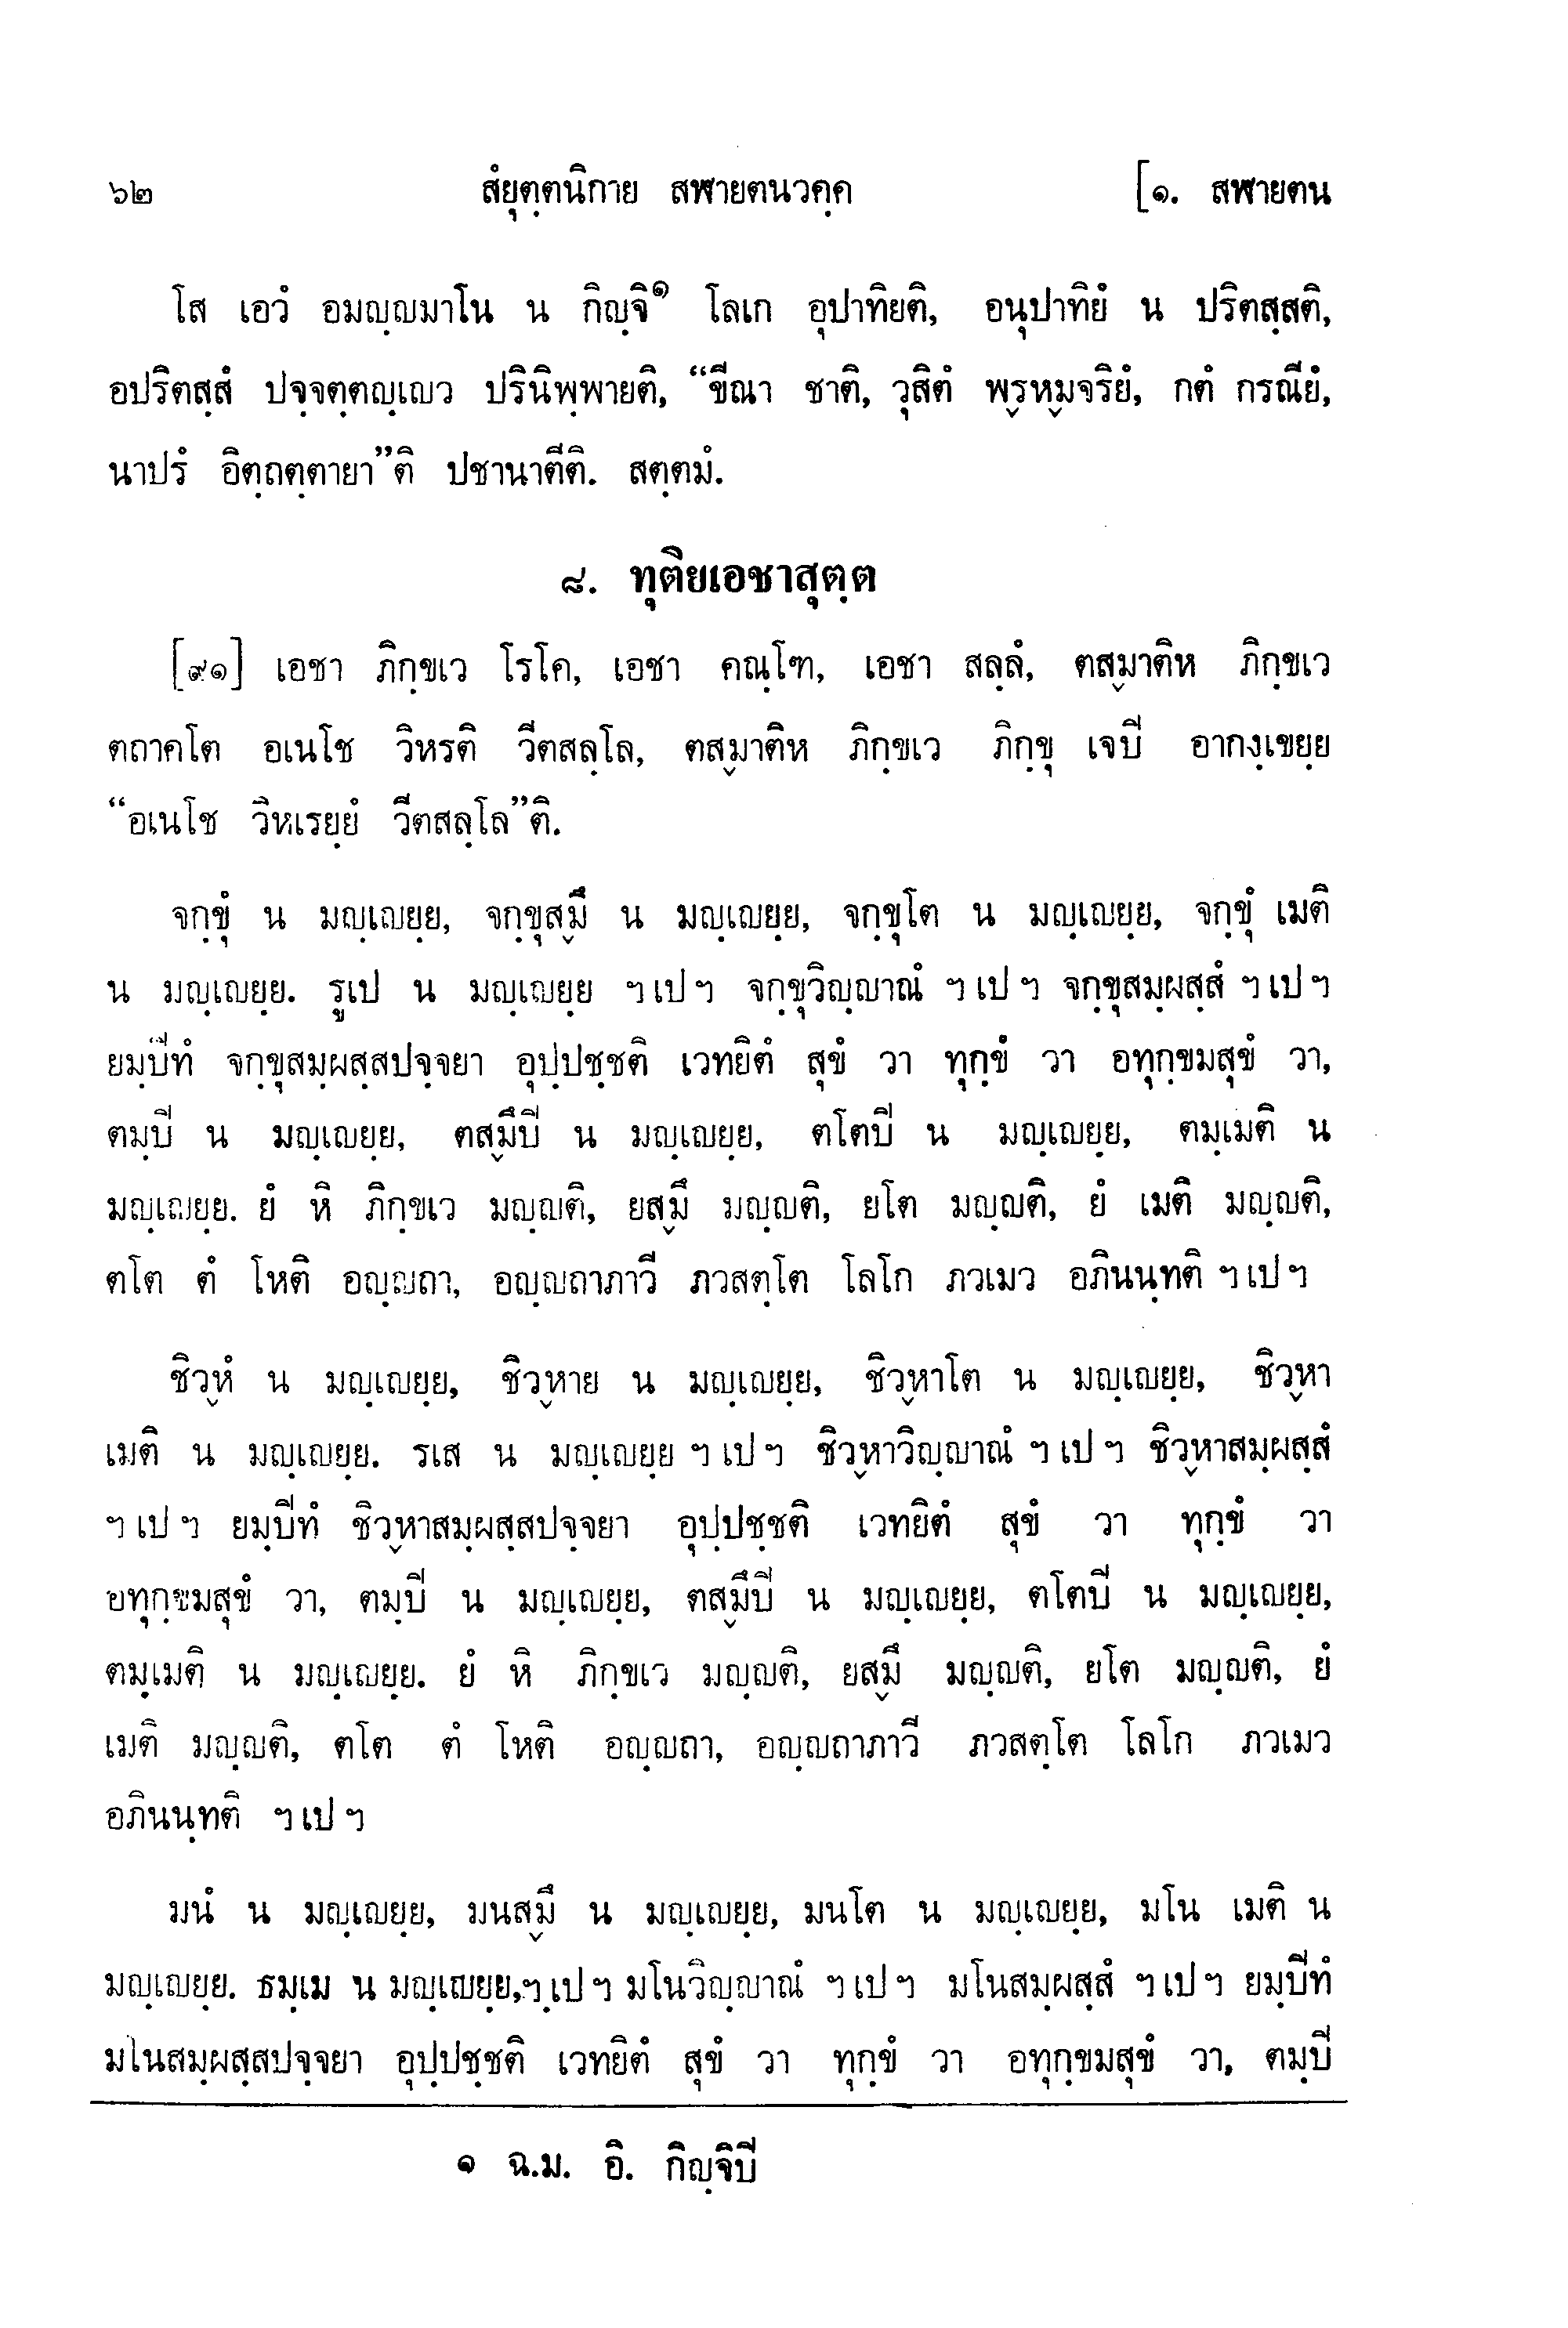 ๖๒ สํยุตฺตนิกาย สฬายตนวคฺค [๑. สฬายตน
โส เอวํ อมญฺญมาโน น กิญฺจิ๑ โลเก อุปาทิยติ, อนุปาทิยํ น ปริตสฺสติ,
อปริตสฺสํ ปจฺจตฺตญฺเญว ปรินิพฺพายติ, “ขีณา ชาติ, วุสิตํ พ๎รห๎มจริยํ, กตํ กรณียํ,
นาปรํ อิตฺถตฺตายา”ติ ปชานาตีติ. สตฺตมํ.
๘. ทุติยเอชาสุตฺต
[๙๑] เอชา ภิกฺขเว โรโค, เอชา คณฺโฑ, เอชา สลฺลํ, ตส๎มาติห ภิกฺขเว
ตถาคโต อเนโช วิหรติ วีตสลฺโล, ตส๎มาติห ภิกฺขเว ภิกฺขุ เจปิ อากงฺเขยฺย
“อเนโช วิหเรยฺยํ วีตสลฺโล”ติ.
จกฺขุํ น มญฺเญยฺย, จกฺขุส๎มึ น มญฺเญยฺย, จกฺขุโต น มญฺเญยฺย, จกฺขุํ เมติ
น มญฺเญยฺย. รูเป น มญฺเญยฺย ฯ เป ฯ จกฺขุวิญฺญาณํ ฯ เป ฯ จกฺขุสมฺผสฺสํ ฯ เป ฯ
ยมฺปิทํ จกฺขุสมฺผสฺสปจฺจยา อุปฺปชฺชติ เวทยิตํ สุขํ วา ทุกฺขํ วา อทุกฺขมสุขํ วา,
ตมฺปิ น มญฺเญยฺย, ตส๎มึปิ น มญฺเญยฺย, ตโตปิ น มญฺเญยฺย, ตมฺเมติ น
มญฺเญยฺย. ยํ หิ ภิกฺขเว มญฺญติ, ยส๎มึ มญฺญติ, ยโต มญฺญติ, ยํ เมติ มญฺญติ,
ตโต ตํ โหติ อญฺญถา, อญฺญถาภาวี ภวสตฺโต โลโก ภวเมว อภินนฺทติ ฯ เป ฯ
ชิว๎หํ น มญฺเญยฺย, ชิว๎หาย น มญฺเญยฺย, ชิว๎หาโต น มญฺเญยฺย, ชิว๎หา
เมติ น มญฺเญยฺย. รเส น มญฺเญยฺย ฯ เป ฯ ชิว๎หาวิญฺญาณํ ฯ เป ฯ ชิว๎หาสมฺผสฺสํ
ฯ เป ฯ ยมฺปิทํ ชิว๎หาสมฺผสฺสปจฺจยา อุปฺปชฺชติ เวทยิตํ สุขํ วา ทุกฺขํ วา
อทุกฺขมสุขํ วา, ตมฺปิ น มญฺเญยฺย, ตส๎มึปิ น มญฺเญยฺย, ตโตปิ น มญฺเญยฺย,
ตมฺเมติ น มญฺเญยฺย. ยํ หิ ภิกฺขเว มญฺญติ, ยส๎มึ มญฺญติ, ยโต มญฺญติ, ยํ
เมติ มญฺญติ, ตโต ตํ โหติ อญฺญถา, อญฺญถาภาวี ภวสตฺโต โลโก ภวเมว
อภินนฺทติ ฯ เป ฯ
มนํ น มญฺเญยฺย, มนส๎มึ น มญฺเญยฺย, มนโต น มญฺเญยฺย, มโน เมติ น
มญฺเญยฺย. ธมฺเม น มญฺเญยฺย, ฯ เป ฯ มโนวิญฺญาณํ ฯ เป ฯ มโนสมฺผสฺสํ ฯ เป ฯ ยมฺปิทํ
มโนสมฺผสฺสปจฺจยา อุปฺปชฺชติ เวทยิตํ สุขํ วา ทุกฺขํ วา อทุกฺขมสุขํ วา, ตมฺปิ
๑ ฉ.ม. อิ. กิญฺจิปิ